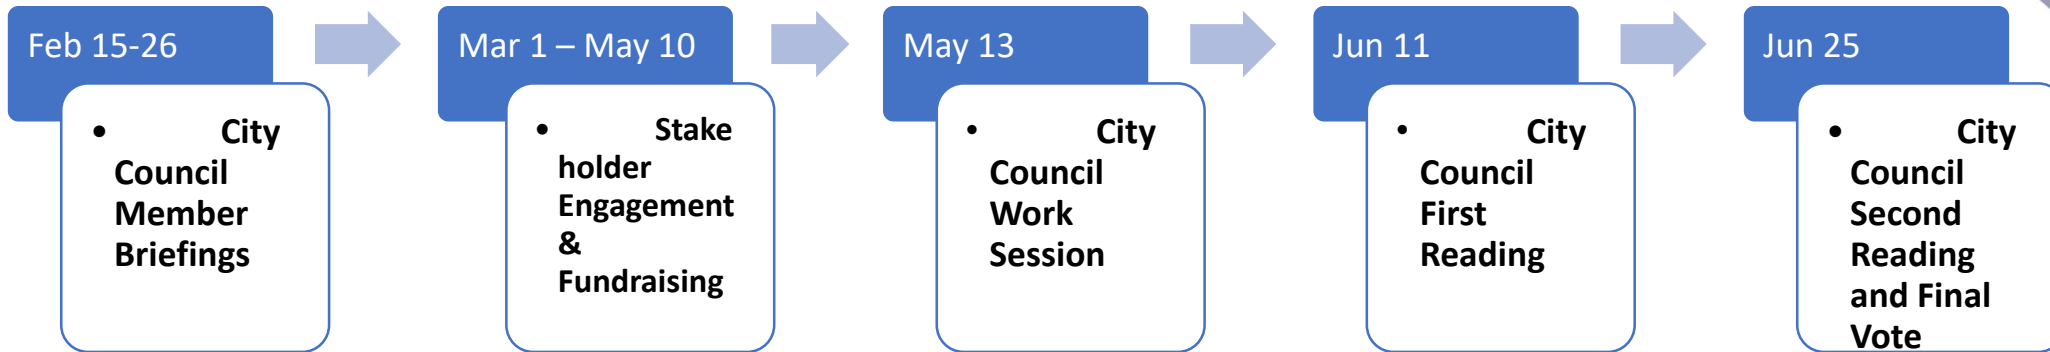 Feb 15-26
• City
Council
Member
Briefings
Mar 1 – May 10
• Stake
holder
Engagement
&
Fundraising
May 13
• City
Council
Work
Session
Jun 11
• City
Council
First
Reading
Jun 25
• City
Council
Second
Reading
and Final
Vote